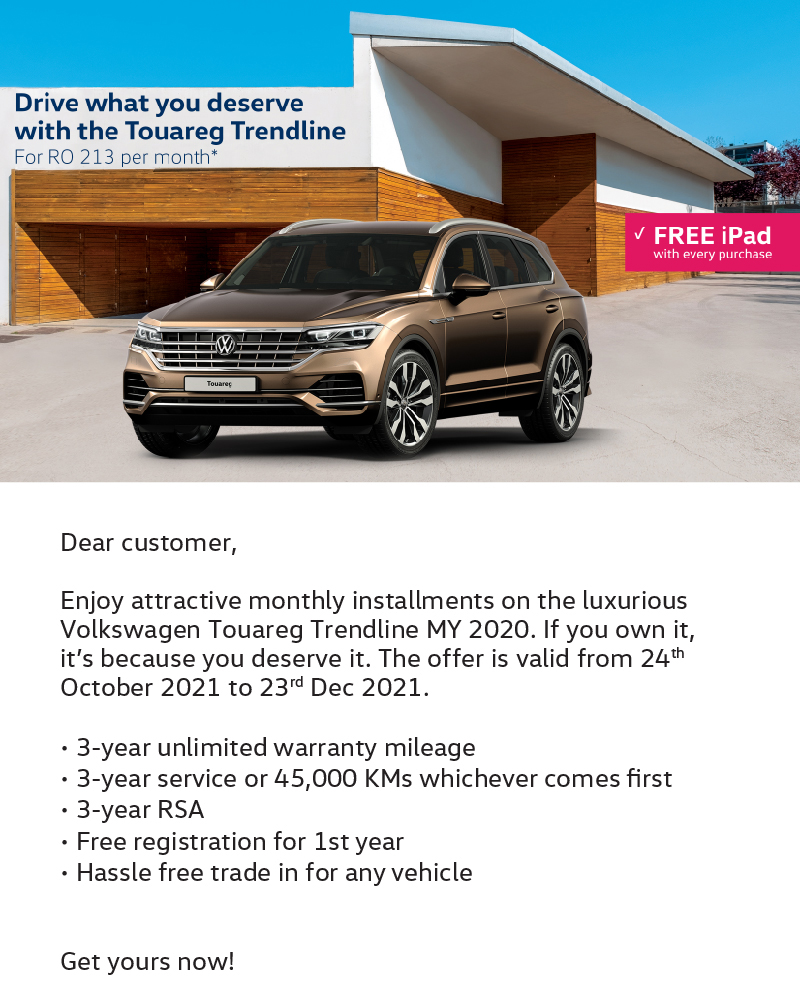 Drive what you deserve
with the Touareg Trendline
For RO 213 per month*
✓ FREE iPad
with every purchase
Touareg
Dear customer,
Enjoy attractive monthly installments on the luxurious
Volkswagen Touareg Trendline MY 2020. If you own it,
it’s because you deserve it. The offer is valid from 24th
October 2021 to 23rd Dec 2021.
• 3-year unlimited warranty mileage
• 3-year service or 45,000 KMs whichever comes first
• 3-year RSA
• Free registration for 1st year
• Hassle free trade in for any vehicle
Get yours now!